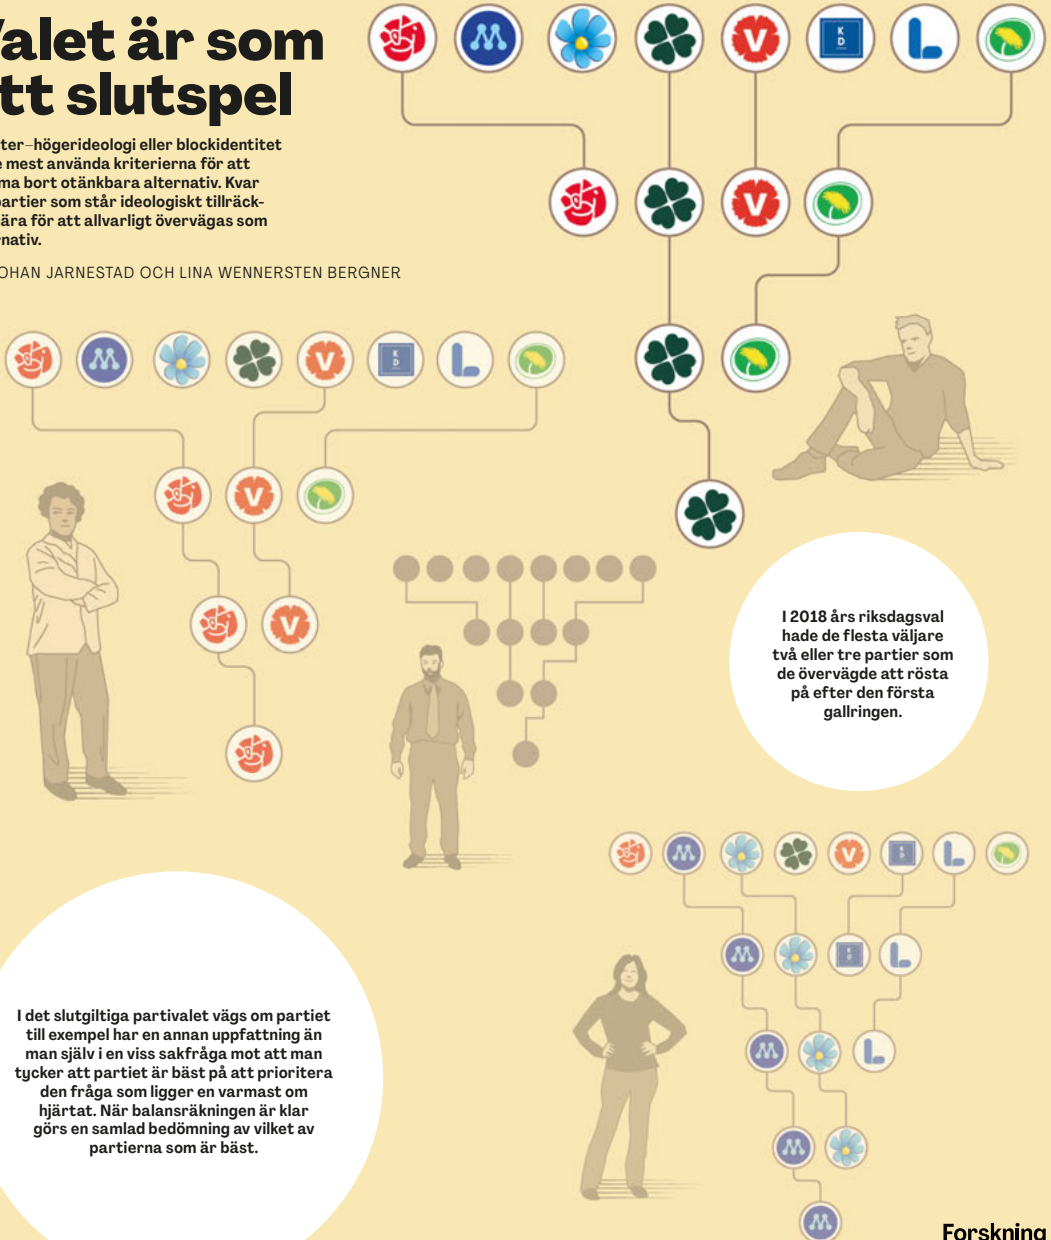 Valet är som
tt slutspel
ter–högerideologi eller blockidentitet
e mest använda kriterierna för att
ma bort otänkbara alternativ. Kvar
partier som står ideologiskt tillräck-
ära för att allvarligt övervägas som
nativ.
OHAN JARNESTAD OCH LINA WENNERSTEN BERGNER
V
K
D
L
V
V
K
D
L
V
V
I 2018 års riksdagsval
hade de flesta väljare
två eller tre partier som
de övervägde att rösta
på efter den första
gallringen.
V
K
D
L
K
D
L
L
I det slutgiltiga partivalet vägs om partiet
till exempel har en annan uppfattning än
man själv i en viss sakfråga mot att man
tycker att partiet är bäst på att prioritera
den fråga som ligger en varmast om
hjärtat. När balansräkningen är klar
görs en samlad bedömning av vilket av
partierna som är bäst.
Forskning